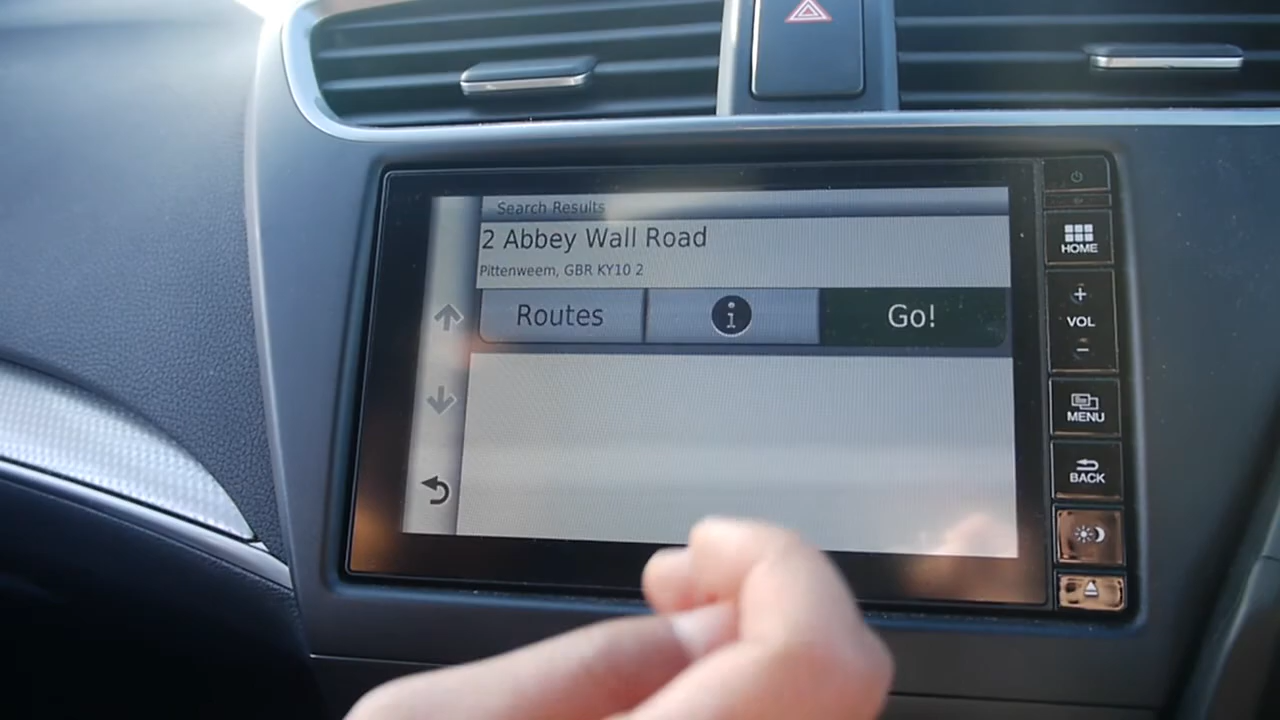 Search Results
2 Abbey Wall Road
Pittenweem, GBR KY10 2
Routes
i
Go!
HOME
+
VOL
−
MENU
BACK